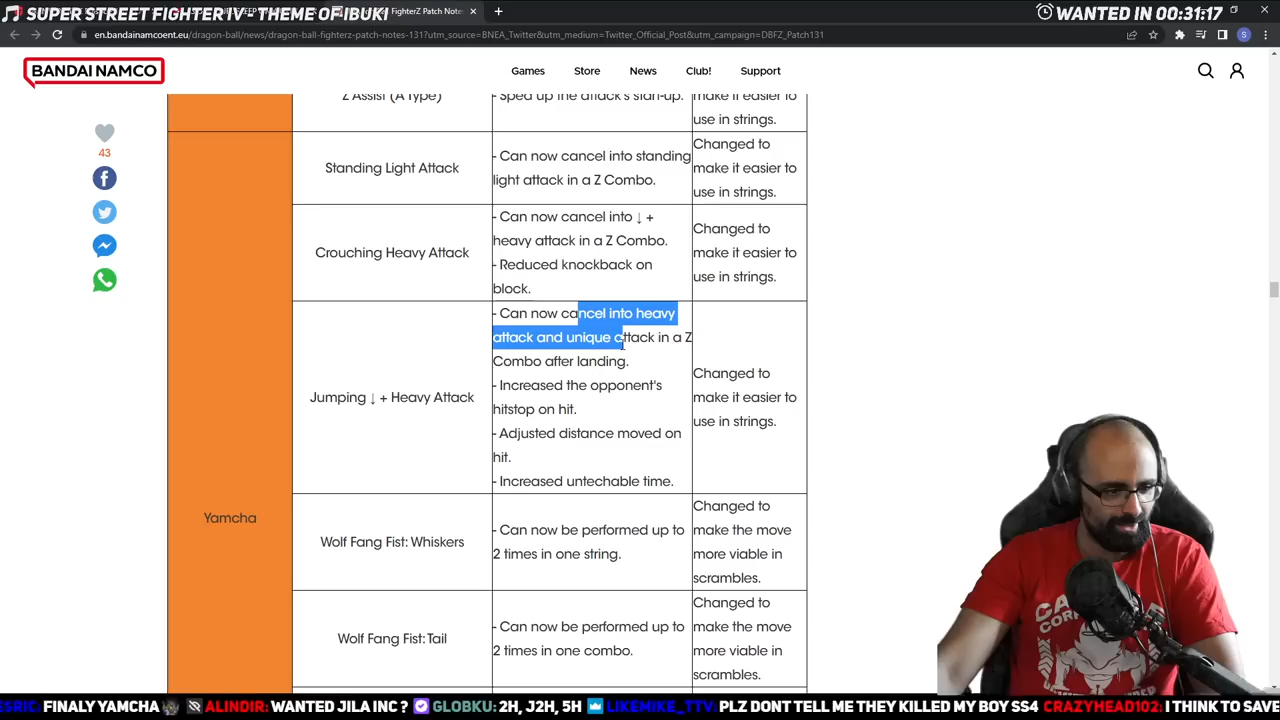 SUPER STREET FIGHTER IV - THEME OF IBUKI
FighterZ Patch Note
WANTED IN 00:31:17
en.bandainamcoent.eu/dragon-ball/news/dragon-ball-fighterz-patch-notes-131?utm_source=BNEA_Twitter&utm_medium=Twitter_Official_Post&utm_campaign=DBFZ_Patch131
S
BANDAI NAMCO
Games Store News Club! Support
43
Z Assist (A Type)
- Sped up the attack's start-up.
make it easier to
use in strings.
Yamcha
Standing Light Attack
- Can now cancel into standing
light attack in a Z Combo.
Changed to
make it easier to
use in strings.
Crouching Heavy Attack
- Can now cancel into ↓ +
heavy attack in a Z Combo.
- Reduced knockback on
block.
Changed to
make it easier to
use in strings.
Jumping ↓ + Heavy Attack
- Can now cancel into heavy
attack and unique attack in a Z
Combo after landing.
- Increased the opponent's
hitstop on hit.
- Adjusted distance moved on
hit.
- Increased untechable time.
Changed to
make it easier to
use in strings.
Wolf Fang Fist: Whiskers
- Can now be performed up to
2 times in one string.
Changed to
make the move
more viable in
scrambles.
Wolf Fang Fist: Tail
- Can now be performed up to
2 times in one combo.
Changed to
make the move
more viable in
scrambles.
ESRIC: FINALY YAMCHA ALINDIR: WANTED JILA INC ? GLOBKU: 2H, J2H, 5H LIKEMIKE_TTV: PLZ DONT TELL ME THEY KILLED MY BOY SS4 CRAZYHEAD102: I THINK TO SAVE